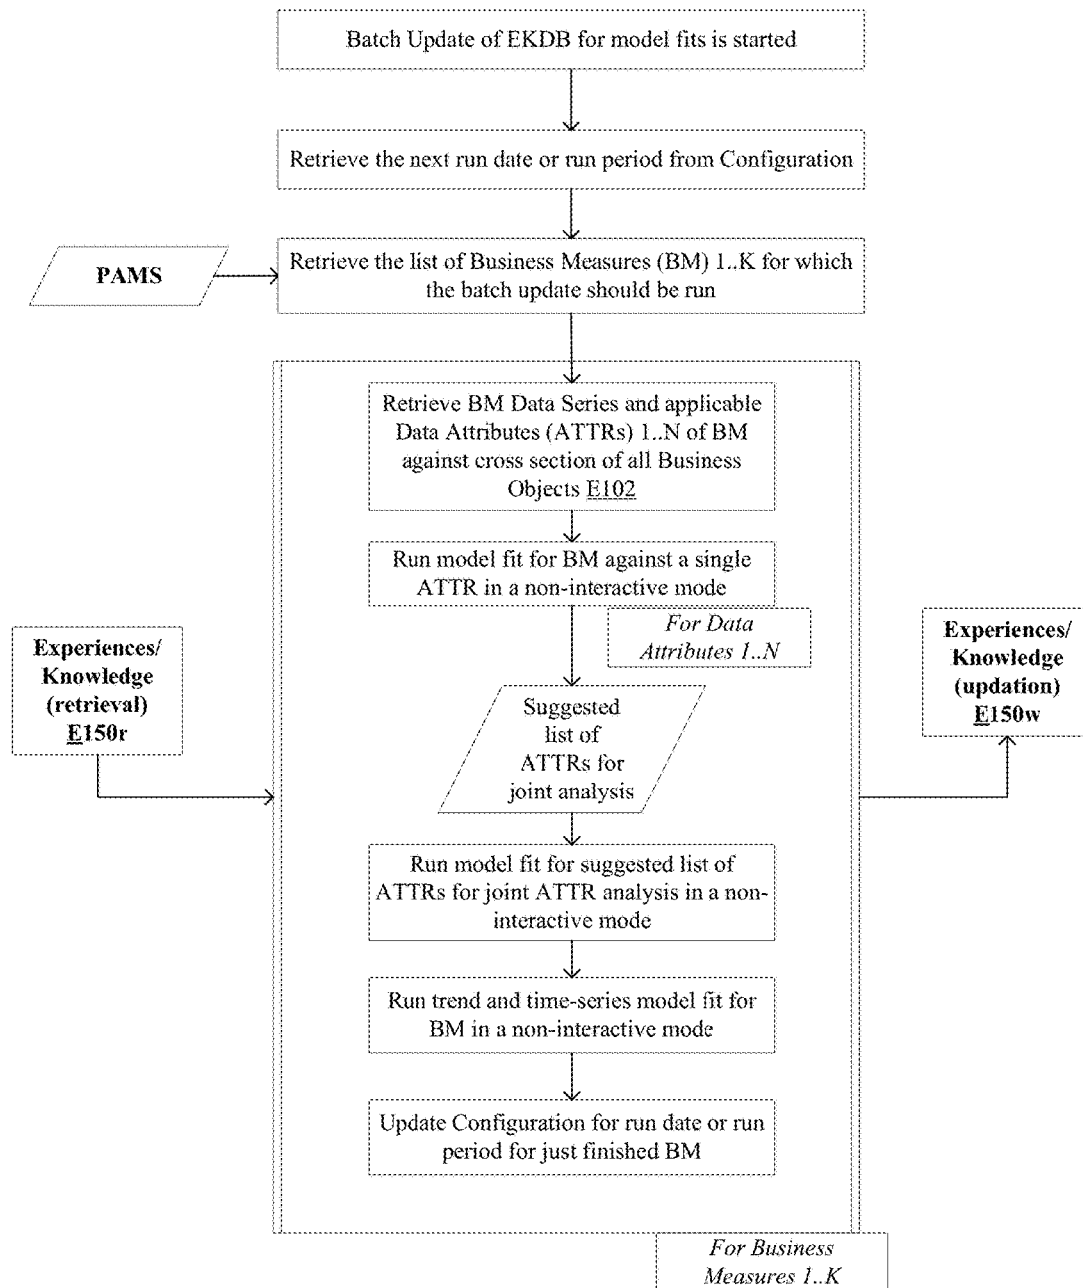 Batch Update of EKDB for model fits is started
Retrieve the next run date or run period from Configuration
PAMS
Retrieve the list of Business Measures (BM) 1..K for which
the batch update should be run
Retrieve BM Data Series and applicable
Data Attributes (ATTRs) 1..N of BM
against cross section of all Business
Objects E102
Run model fit for BM against a single
ATTR in a non-interactive mode
For Data
Attributes 1..N
Experiences/
Knowledge
(retrieval)
E150r
Experiences/
Knowledge
(updation)
E150w
Suggested
list of
ATTRs for
joint analysis
Run model fit for suggested list of
ATTRs for joint ATTR analysis in a non-
interactive mode
Run trend and time-series model fit for
BM in a non-interactive mode
Update Configuration for run date or run
period for just finished BM
For Business
Measures 1..K